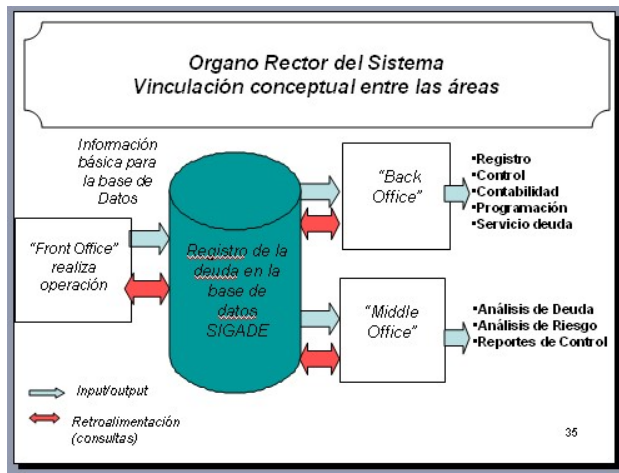 Organo Rector del Sistema
Vinculación conceptual entre las áreas
Información
básica para
la base de
Datos
"Front Office"
realiza
operación
Registro de la
deuda en la
base de
datos
SIGADE
"Back
Office"
•Registro
•Control
•Contabilidad
•Programación
•Servicio deuda
"Middle
Office"
•Análisis de Deuda
•Análisis de Riesgo
•Reportes de Control
Input/output
Retroalimentación
(consultas)
35